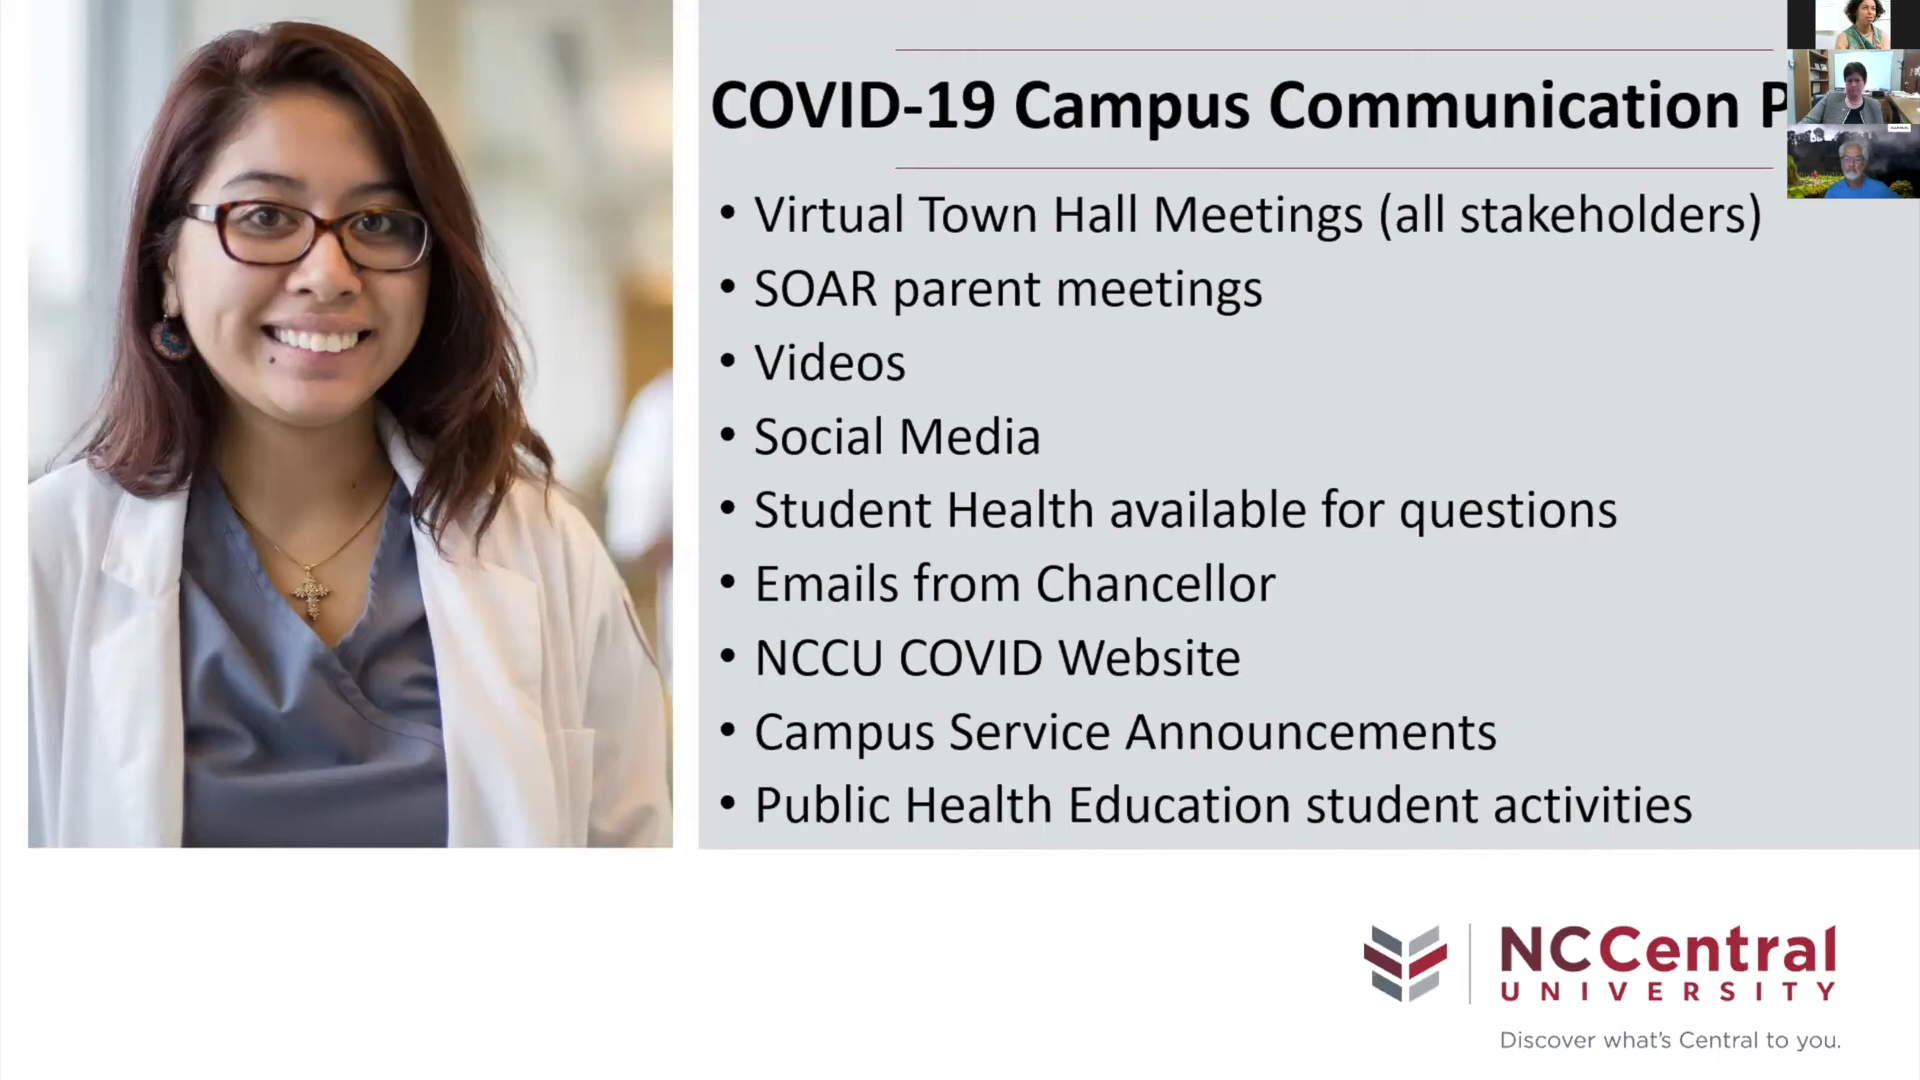 COVID-19 Campus Communication P
• Virtual Town Hall Meetings (all stakeholders)
• SOAR parent meetings
• Videos
• Social Media
• Student Health available for questions
• Emails from Chancellor
• NCCU COVID Website
• Campus Service Announcements
• Public Health Education student activities
NCCentral
UNIVERSITY
Discover what's Central to you.